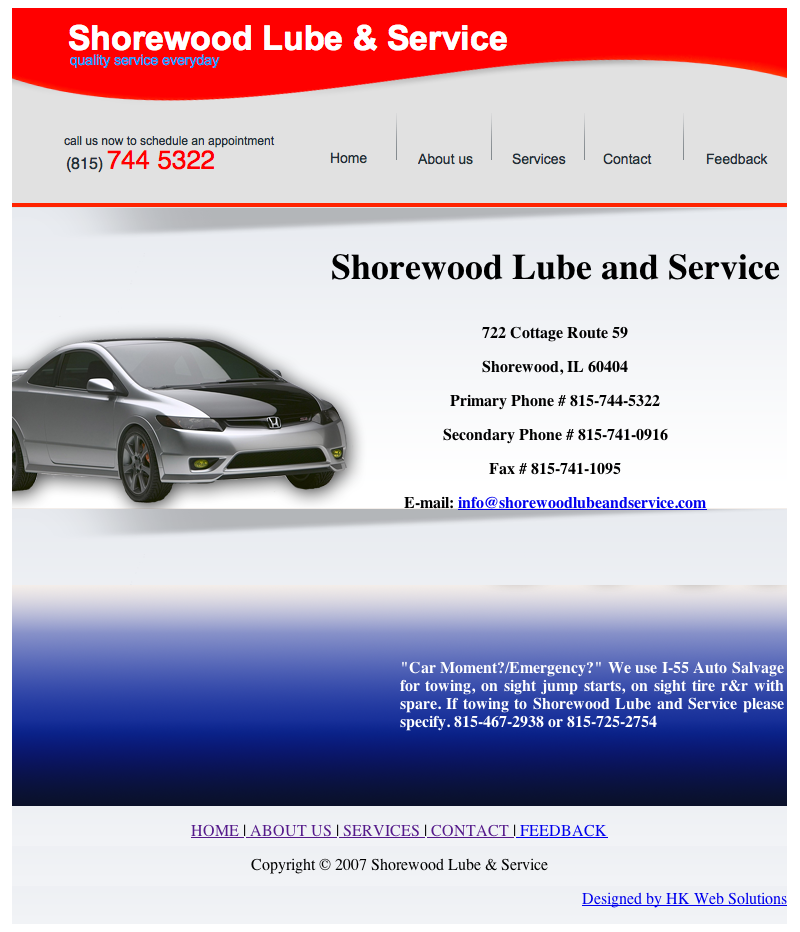 Shorewood Lube & Service
quality service everyday
call us now to schedule an appointment
(815) 744 5322
Home About us Services Contact Feedback
Shorewood Lube and Service
722 Cottage Route 59
Shorewood, IL 60404
Primary Phone # 815-744-5322
Secondary Phone # 815-741-0916
Fax # 815-741-1095
E-mail: info@shorewoodlubeandservice.com
"Car Moment?/Emergency?" We use I-55 Auto Salvage
for towing, on sight jump starts, on sight tire r&r with
spare. If towing to Shorewood Lube and Service please
specify. 815-467-2938 or 815-725-2754
HOME | ABOUT US | SERVICES | CONTACT | FEEDBACK
Copyright © 2007 Shorewood Lube & Service
Designed by HK Web Solutions